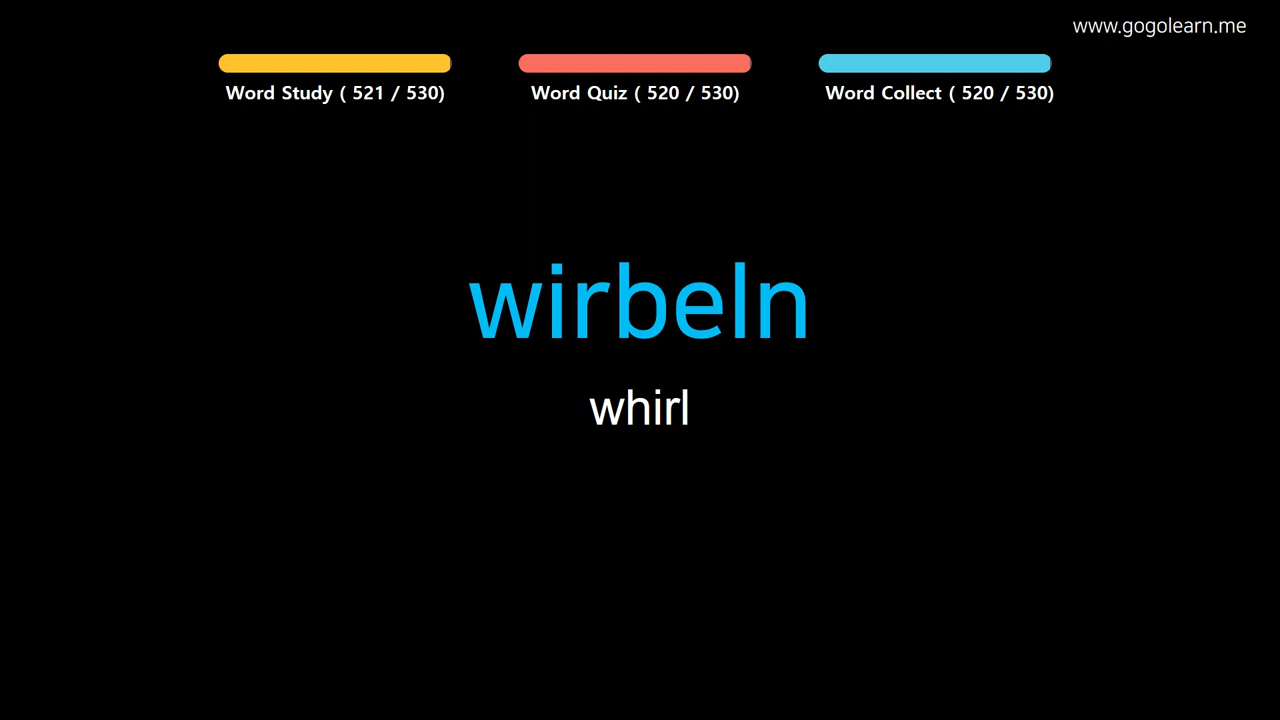 www.gogolearn.me
Word Study ( 521 / 530)
Word Quiz ( 520 / 530)
Word Collect ( 520 / 530)
wirbeln
whirl